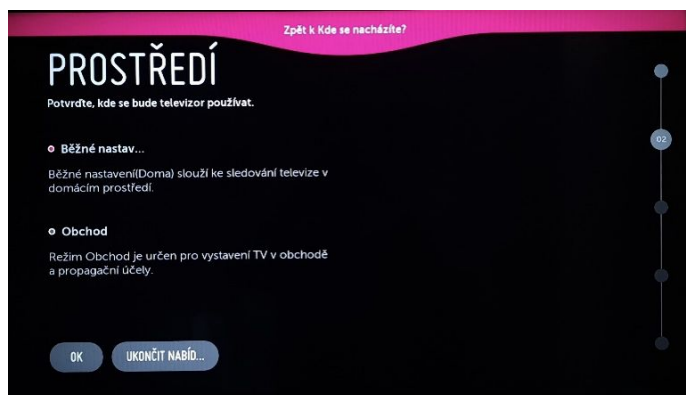 Zpět k Kde se nacházíte?
PROSTŘEDÍ
Potvrďte, kde se bude televizor používat.
Běžné nastav...
Běžné nastavení(Doma) slouží ke sledování televize v
domácím prostředí.
02
Obchod
Režim Obchod je určen pro vystavení TV v obchodě
a propagační účely.
OK
UKONČIT NABÍD...